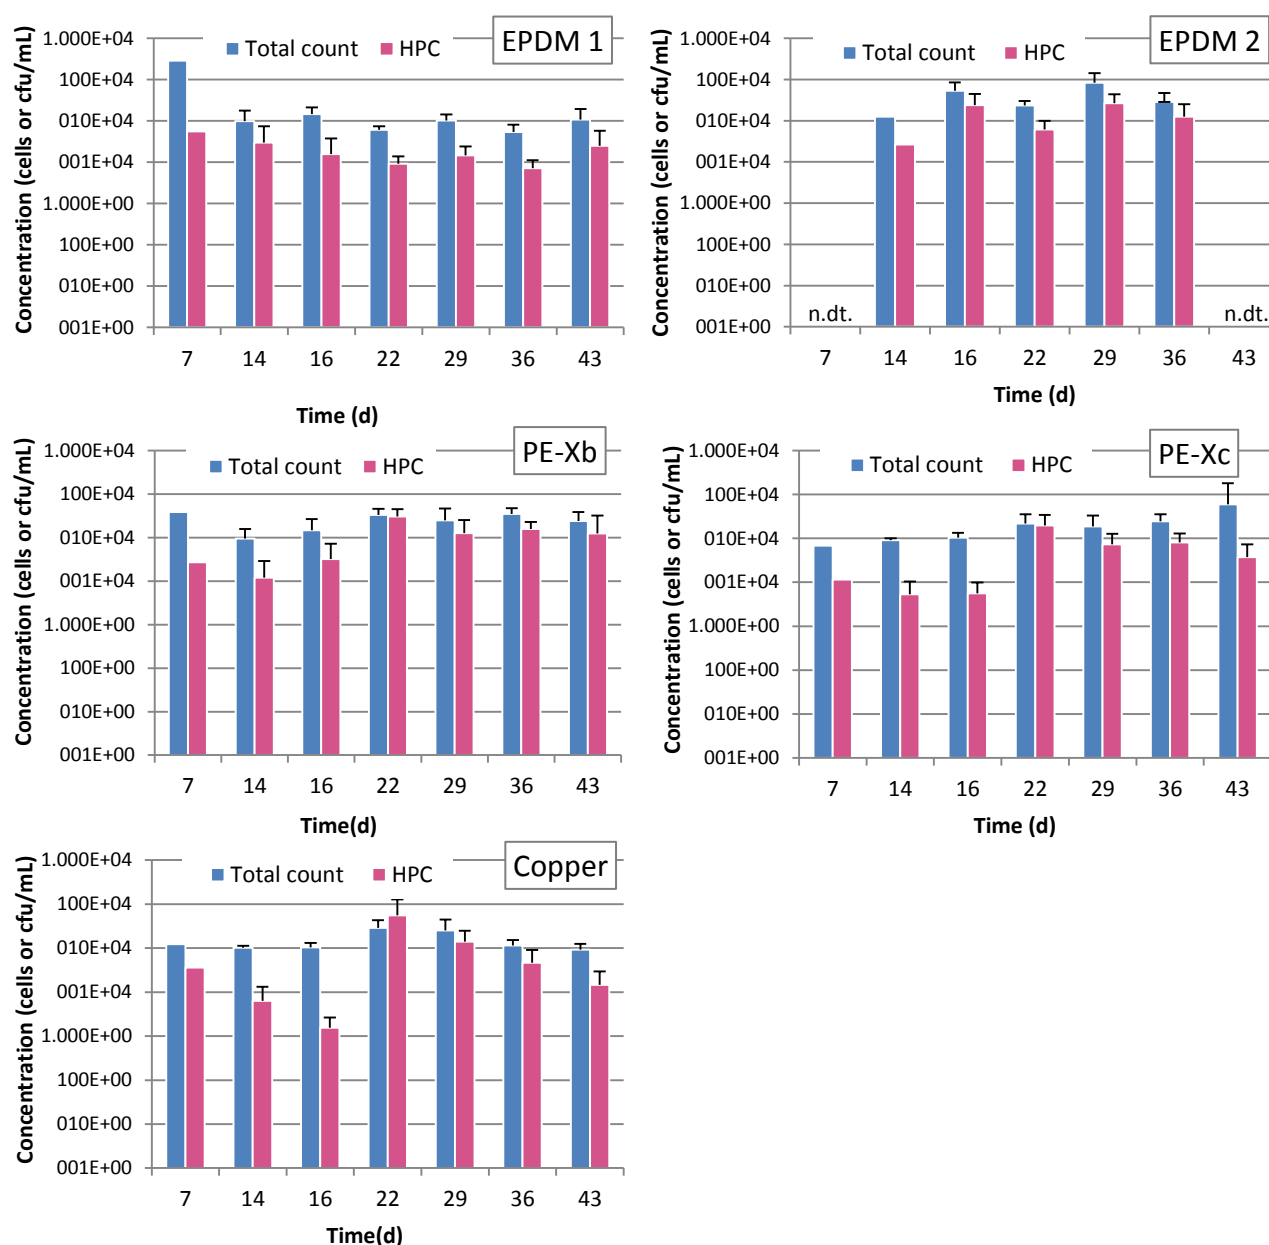 EPDM 1
Total count HPC
Concentration (cells or cfu/mL)
1.000E+04
100E+04
010E+04
001E+04
1.000E+00
100E+00
010E+00
001E+00
7 14 16 22 29 36 43
Time (d)
EPDM 2
Total count HPC
Concentration (cells or cfu/mL)
1.000E+04
100E+04
010E+04
001E+04
1.000E+00
100E+00
010E+00
001E+00
n.dt. n.dt.
7 14 16 22 29 36 43
Time (d)
PE-Xb
Total count HPC
Concentration (cells or cfu/mL)
1.000E+04
100E+04
010E+04
001E+04
1.000E+00
100E+00
010E+00
001E+00
7 14 16 22 29 36 43
Time(d)
PE-Xc
Total count HPC
Concentration (cells or cfu/mL)
1.000E+04
100E+04
010E+04
001E+04
1.000E+00
100E+00
010E+00
001E+00
7 14 16 22 29 36 43
Time (d)
Copper
Total count HPC
Concentration (cells or cfu/mL)
1.000E+04
100E+04
010E+04
001E+04
1.000E+00
100E+00
010E+00
001E+00
7 14 16 22 29 36 43
Time(d)